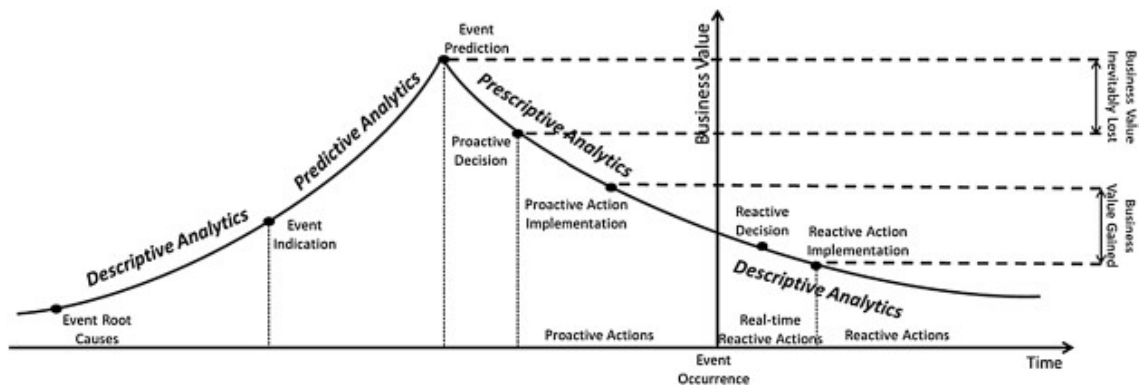 Event
Prediction
Business Value
Business Value
Inevitably Lost
Predictive Analytics
Prescriptive Analytics
Proactive
Decision
Descriptive Analytics
Event
Indication
Proactive Action
Implementation
Reactive
Decision
Reactive Action
Implementation
Business
Value Gained
Descriptive Analytics
Event Root
Causes
Proactive Actions
Real-time
Reactive Actions
Reactive Actions
Event
Occurrence
Time